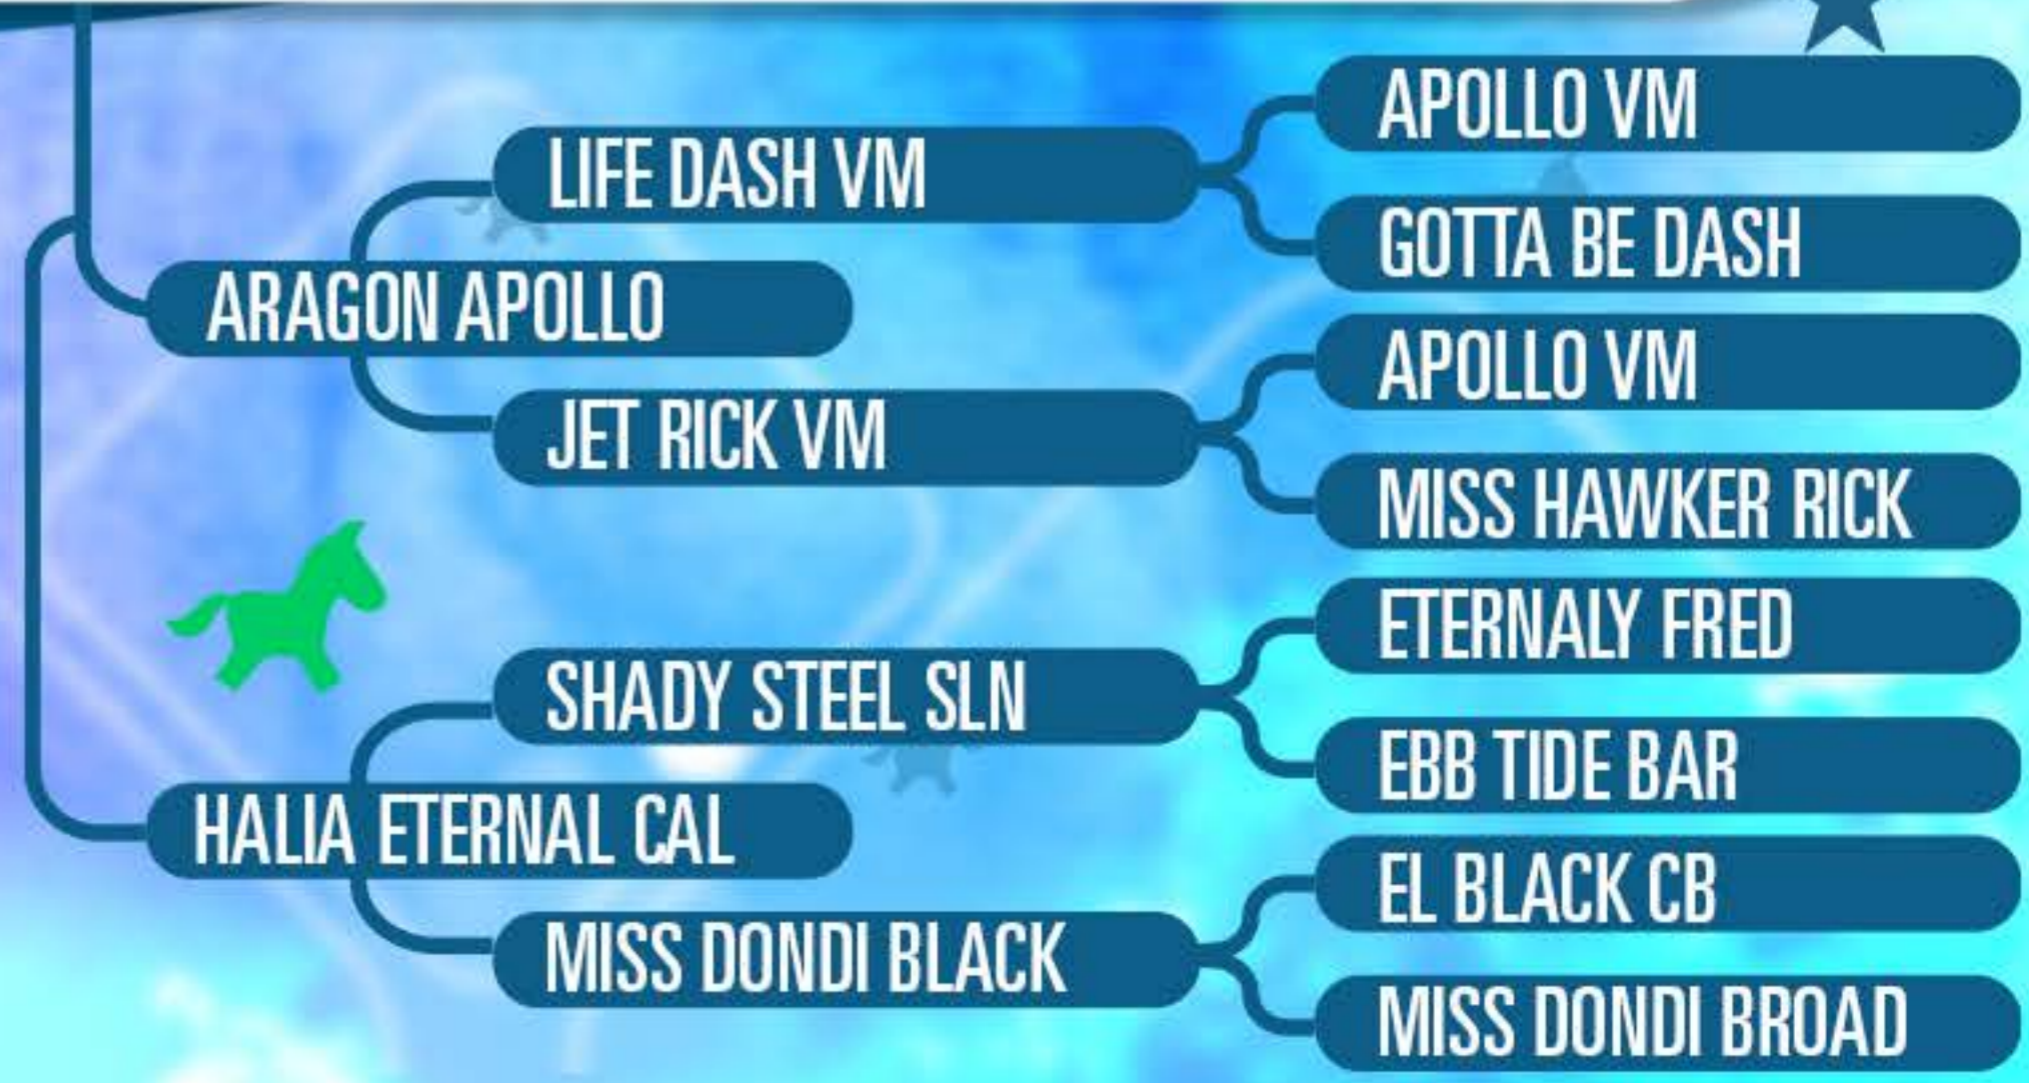 APOLLO VM
LIFE DASH VM
GOTTA BE DASH
ARAGON APOLLO
APOLLO VM
JET RICK VM
MISS HAWKER RICK
ETERNALY FRED
SHADY STEEL SLN
EBB TIDE BAR
HALIA ETERNAL CAL
EL BLACK CB
MISS DONDI BLACK
MISS DONDI BROAD